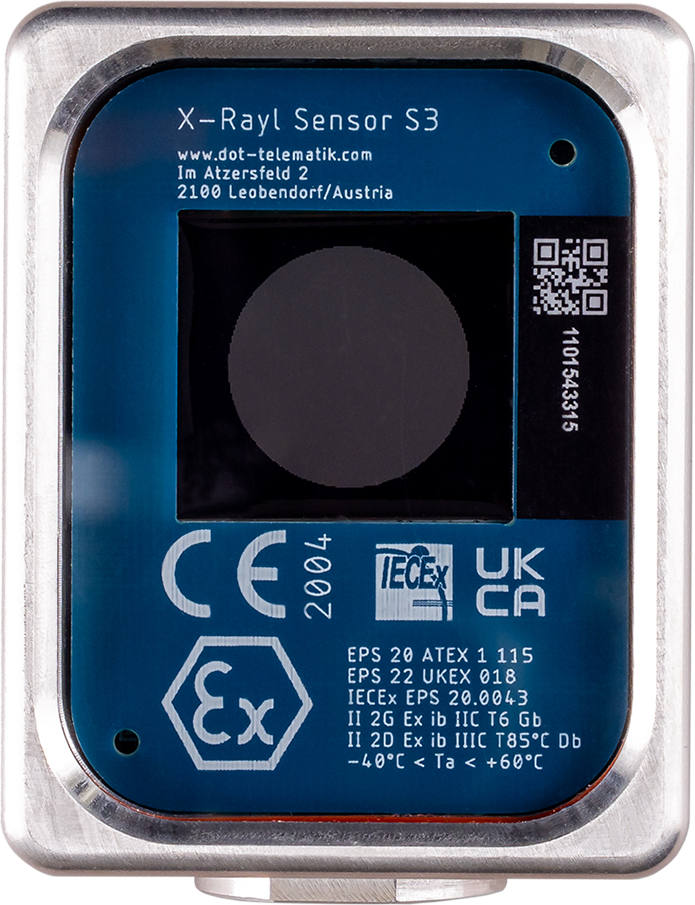 X-Rayl Sensor S3
www.dot-telematik.com
Im Atzersfeld 2
2100 Leobendorf/Austria
1101543315
CE 2004
IECEx
UK
CA
εx
EPS 20 ATEX 1 115
EPS 22 UKEX 018
IECEx EPS 20.0043
II 2G Ex ib IIC T6 Gb
II 2D Ex ib IIIC T85°C Db
-40°C < Ta < +60°C